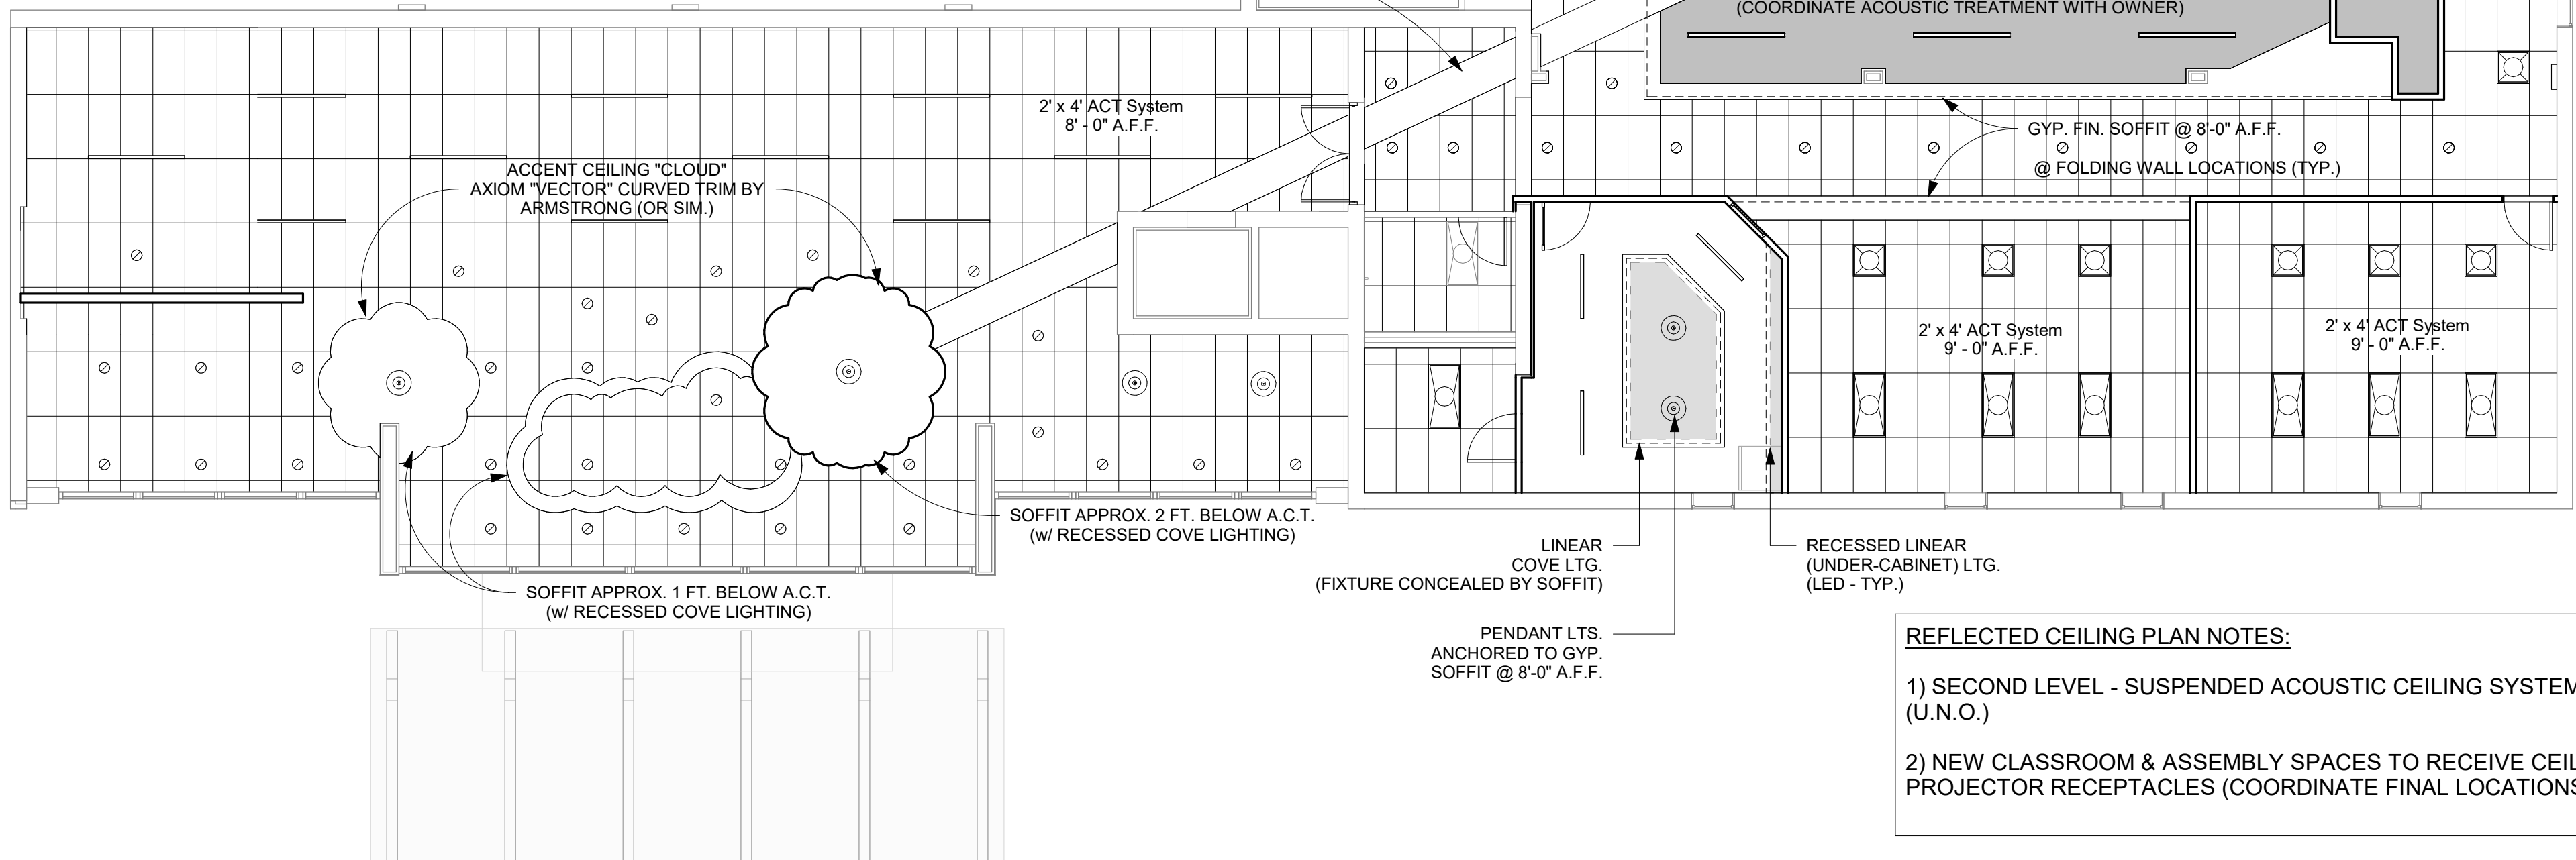 (COORDINATE ACOUSTIC TREATMENT WITH OWNER)
2' x 4' ACT System
8' - 0" A.F.F.
GYP. FIN. SOFFIT @ 8'-0" A.F.F.
@ FOLDING WALL LOCATIONS (TYP.)
ACCENT CEILING "CLOUD"
AXIOM "VECTOR" CURVED TRIM BY
ARMSTRONG (OR SIM.)
2' x 4' ACT System
9' - 0" A.F.F.
2' x 4' ACT System
9' - 0" A.F.F.
SOFFIT APPROX. 2 FT. BELOW A.C.T.
(w/ RECESSED COVE LIGHTING)
SOFFIT APPROX. 1 FT. BELOW A.C.T.
(w/ RECESSED COVE LIGHTING)
LINEAR
COVE LTG.
(FIXTURE CONCEALED BY SOFFIT)
RECESSED LINEAR
(UNDER-CABINET) LTG.
(LED - TYP.)
PENDANT LTS.
ANCHORED TO GYP.
SOFFIT @ 8'-0" A.F.F.
REFLECTED CEILING PLAN NOTES:
1) SECOND LEVEL - SUSPENDED ACOUSTIC CEILING SYSTEM
(U.N.O.)
2) NEW CLASSROOM & ASSEMBLY SPACES TO RECEIVE CEIL
PROJECTOR RECEPTACLES (COORDINATE FINAL LOCATIONS